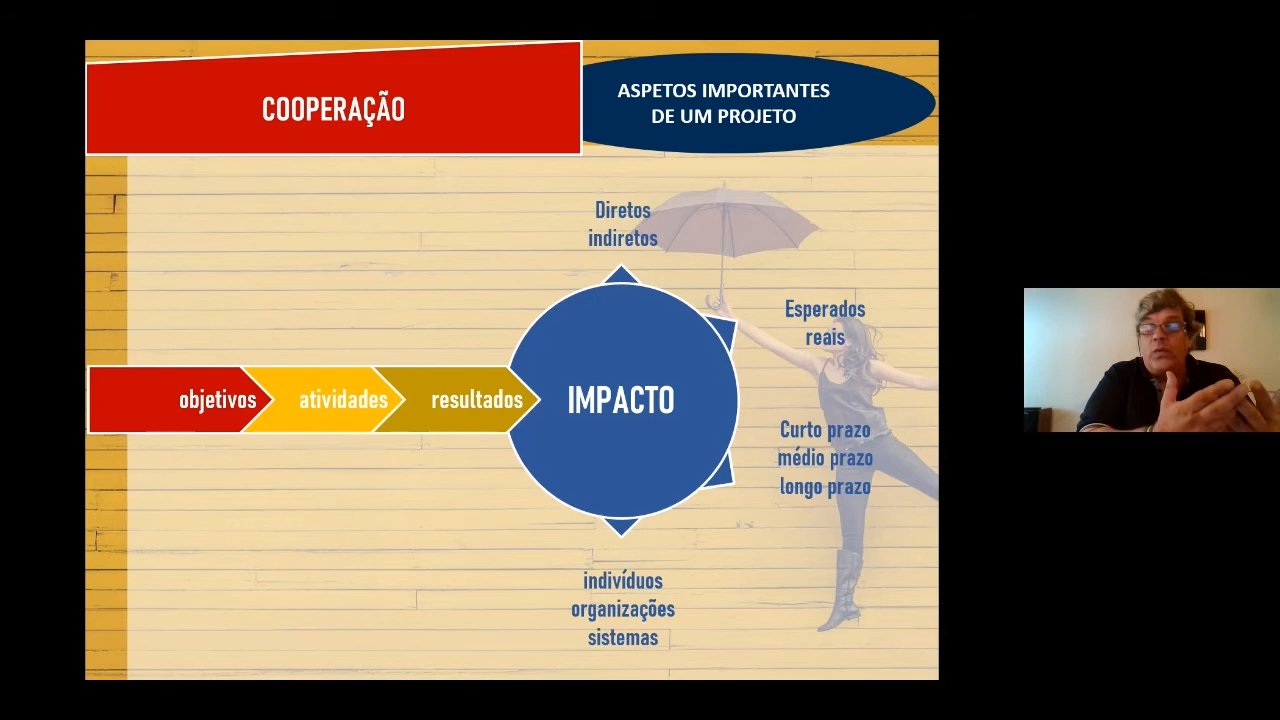 COOPERAÇÃO
ASPETOS IMPORTANTES
DE UM PROJETO
Diretos
indiretos
Esperados
reais
objetivos
atividades
resultados
IMPACTO
Curto prazo
médio prazo
longo prazo
indivíduos
organizações
sistemas